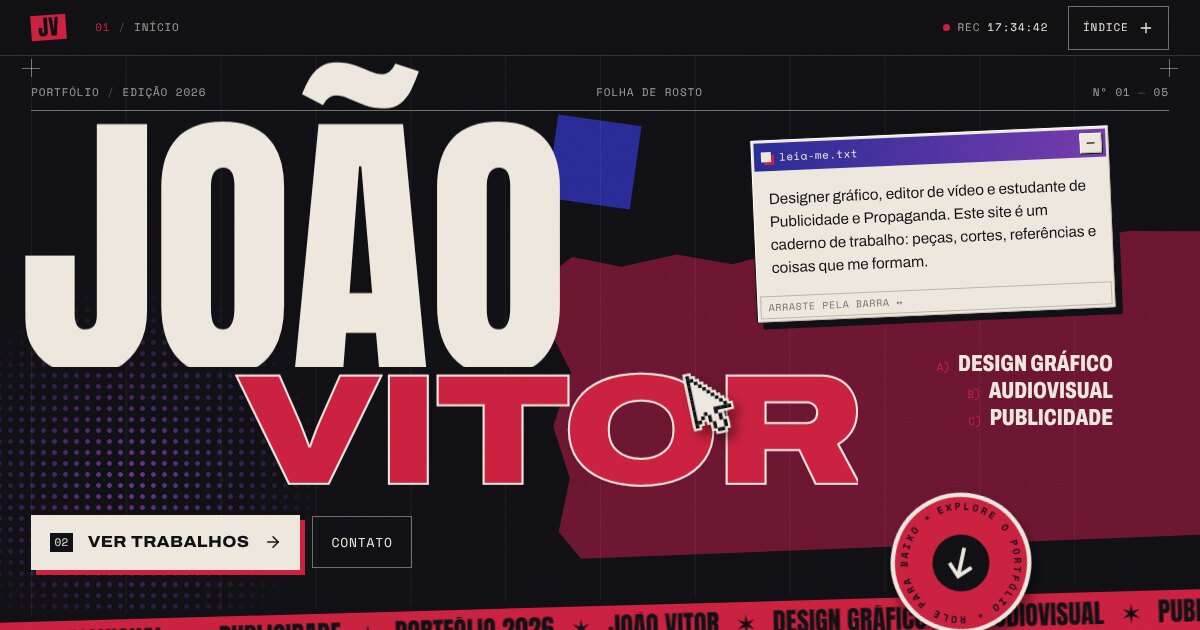 JV
01 / INÍCIO
REC 17:34:42
ÍNDICE +
PORTFÓLIO / EDIÇÃO 2026
FOLHA DE ROSTO
Nº 01 — 05
JOÃO
VITOR
leia-me.txt
Designer gráfico, editor de vídeo e estudante de
Publicidade e Propaganda. Este site é um
caderno de trabalho: peças, cortes, referências e
coisas que me formam.
ARRASTE PELA BARRA ↔
A) DESIGN GRÁFICO
B) AUDIOVISUAL
C) PUBLICIDADE
02 VER TRABALHOS →
CONTATO
EXPLORE O PORTFÓLIO • ROLE PARA BAIXO •
PUBLICIDADE ✶ PORTFÓLIO 2026 ✶ JOÃO VITOR ✶ DESIGN GRÁFICO ✶ AUDIOVISUAL ✶